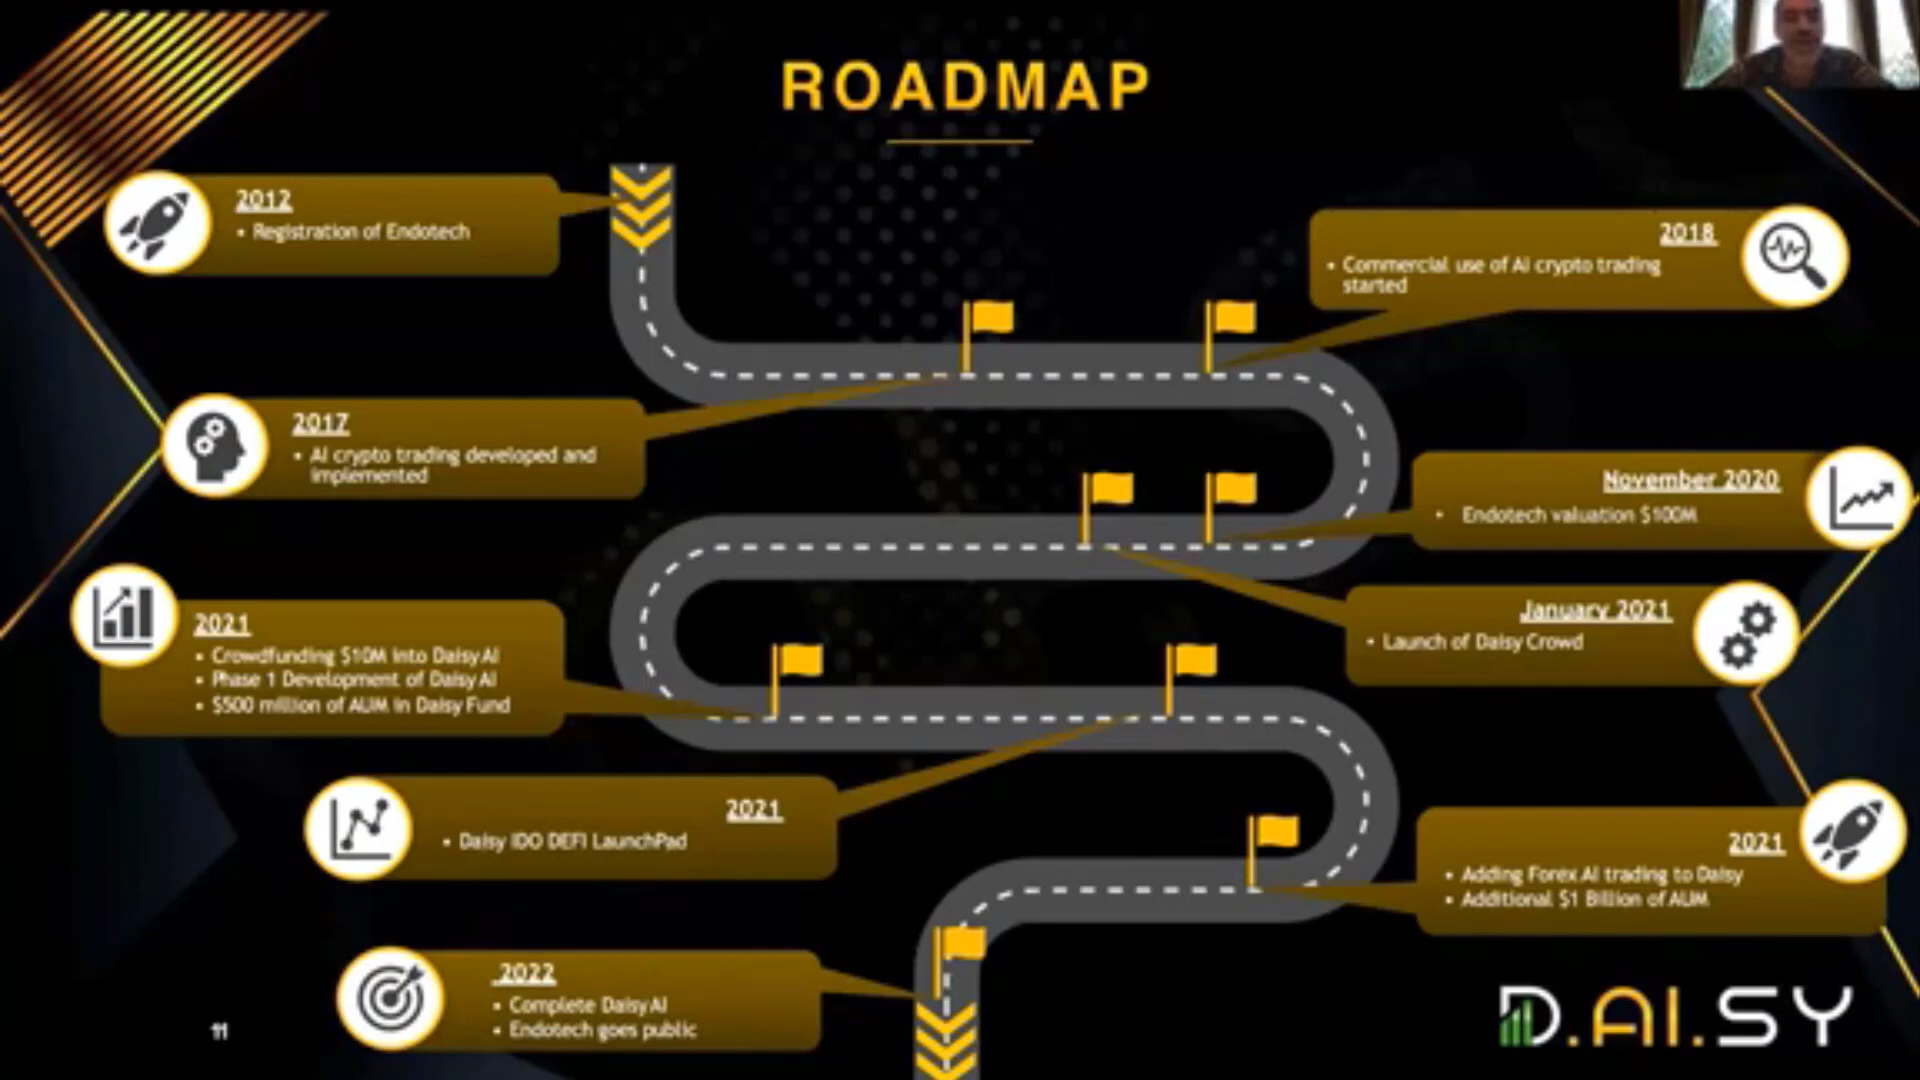 ROADMAP
2012
• Registration of Endotech
2018
• Commercial use of AI crypto trading
started
2017
• AI crypto trading developed and
implemented
November 2020
• Endotech valuation $100M
January 2021
• Launch of Daisy Crowd
2021
• Crowdfunding $10M into Daisy AI
• Phase 1 Development of Daisy AI
• $500 million of AUM in Daisy Fund
2021
• Daisy IDO DEFI LaunchPad
2021
• Adding Forex AI trading to Daisy
• Additional $1 Billion of AUM
2022
• Complete Daisy AI
• Endotech goes public
11
D.AI.SY